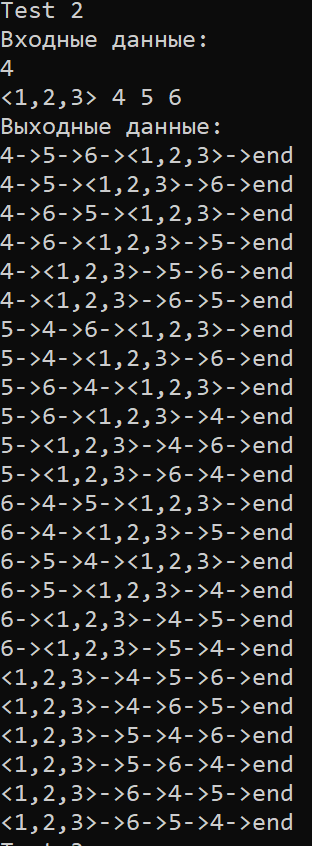 Test 2
Входные данные:
4
<1,2,3> 4 5 6
Выходные данные:
4->5->6-><1,2,3>->end
4->5-><1,2,3>->6->end
4->6->5-><1,2,3>->end
4->6-><1,2,3>->5->end
4-><1,2,3>->5->6->end
4-><1,2,3>->6->5->end
5->4->6-><1,2,3>->end
5->4-><1,2,3>->6->end
5->6->4-><1,2,3>->end
5->6-><1,2,3>->4->end
5-><1,2,3>->4->6->end
5-><1,2,3>->6->4->end
6->4->5-><1,2,3>->end
6->4-><1,2,3>->5->end
6->5->4-><1,2,3>->end
6->5-><1,2,3>->4->end
6-><1,2,3>->4->5->end
6-><1,2,3>->5->4->end
<1,2,3>->4->5->6->end
<1,2,3>->4->6->5->end
<1,2,3>->5->4->6->end
<1,2,3>->5->6->4->end
<1,2,3>->6->4->5->end
<1,2,3>->6->5->4->end